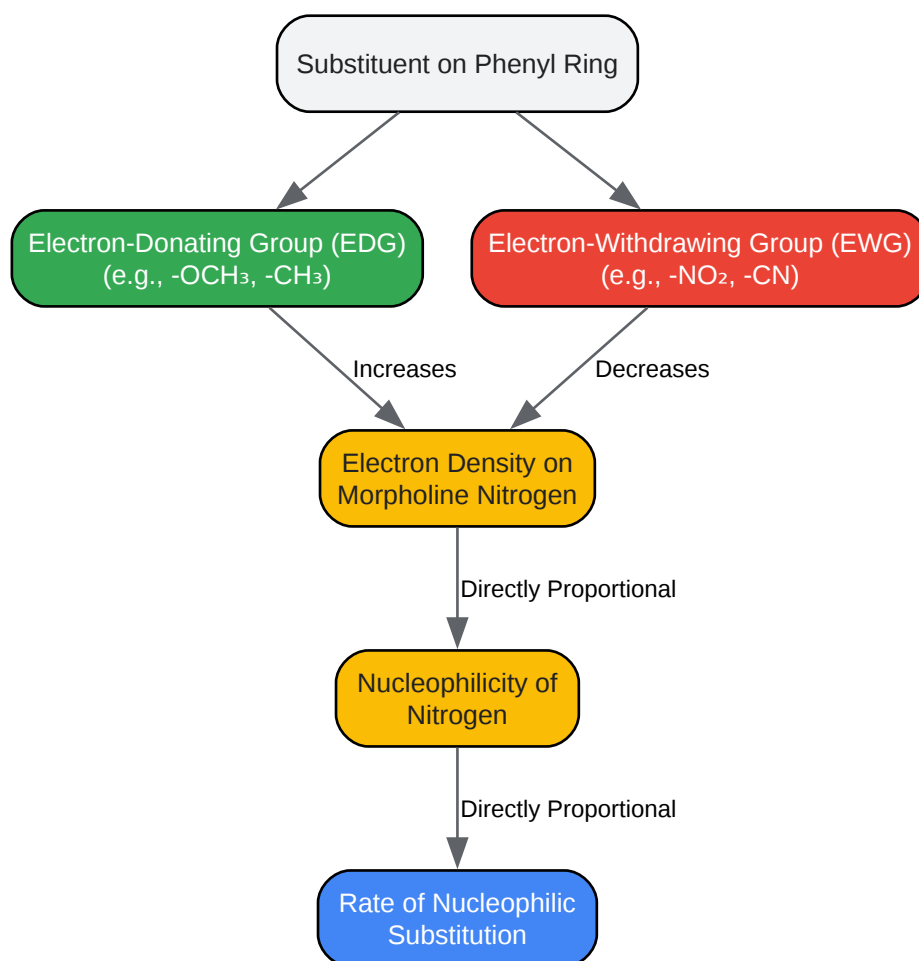 Substituent on Phenyl Ring
Electron-Donating Group (EDG)
(e.g., -OCH₃, -CH₃)
Electron-Withdrawing Group (EWG)
(e.g., -NO₂, -CN)
Increases
Decreases
Electron Density on
Morpholine Nitrogen
Directly Proportional
Nucleophilicity of
Nitrogen
Directly Proportional
Rate of Nucleophilic
Substitution